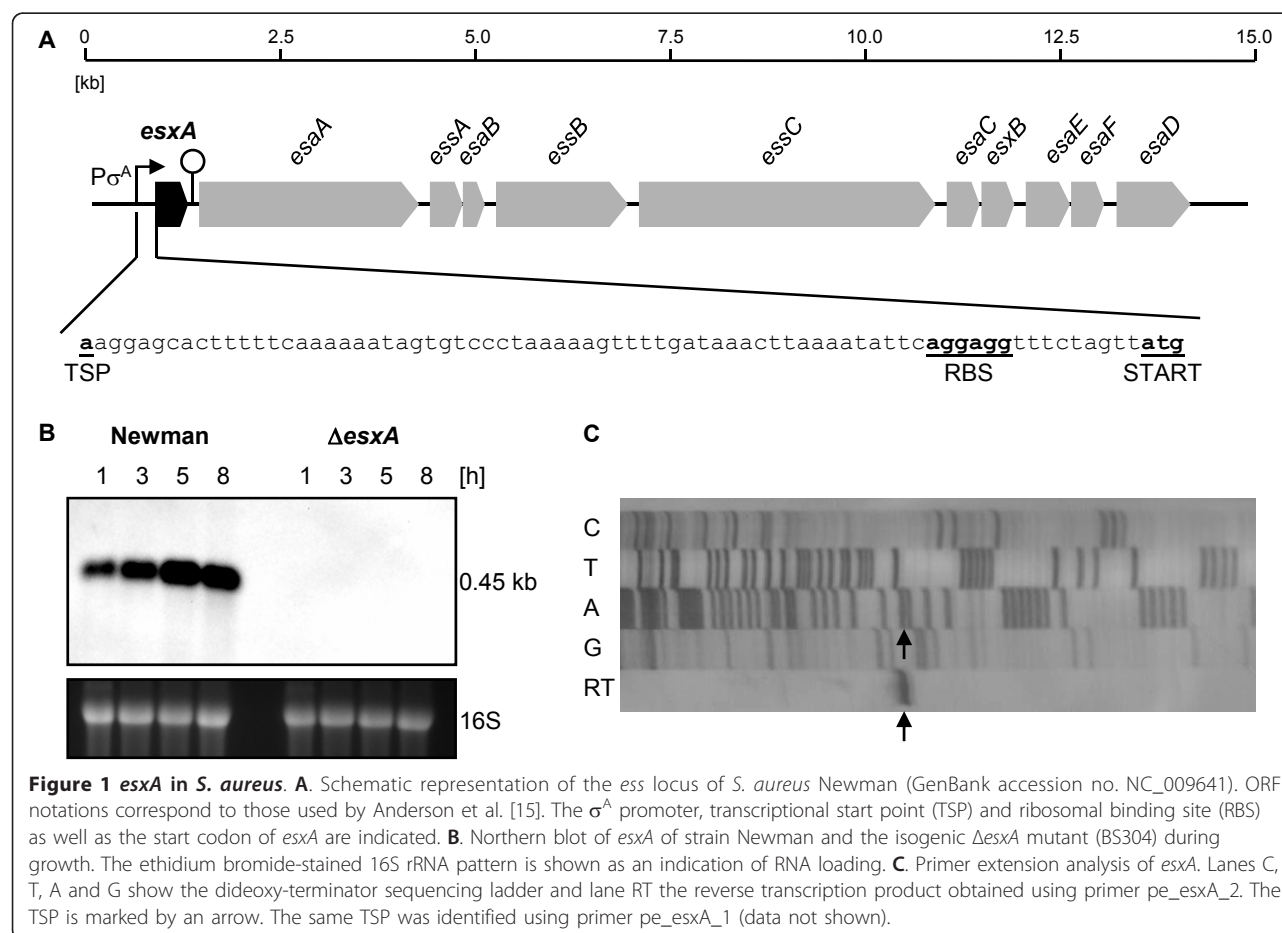 A
0 2.5 5.0 7.5 10.0 12.5 15.0
[kb]
esxA esaA essA esaB essB essC esaC esxB esaE esaF esaD
Pσᴬ
aaggagcactttttcaaaaaatagtgtccctaaaaagttttgataaacttaaaatattcaggaggtttctagttatg
TSP RBS START
B Newman ΔesxA
1 3 5 8 1 3 5 8 [h]
0.45 kb
16S
C
C
T
A
G
RT
Figure 1 esxA in S. aureus. A. Schematic representation of the ess locus of S. aureus Newman (GenBank accession no. NC_009641). ORF
notations correspond to those used by Anderson et al. [15]. The σᴬ promoter, transcriptional start point (TSP) and ribosomal binding site (RBS)
as well as the start codon of esxA are indicated. B. Northern blot of esxA of strain Newman and the isogenic ΔesxA mutant (BS304) during
growth. The ethidium bromide-stained 16S rRNA pattern is shown as an indication of RNA loading. C. Primer extension analysis of esxA. Lanes C,
T, A and G show the dideoxy-terminator sequencing ladder and lane RT the reverse transcription product obtained using primer pe_esxA_2. The
TSP is marked by an arrow. The same TSP was identified using primer pe_esxA_1 (data not shown).